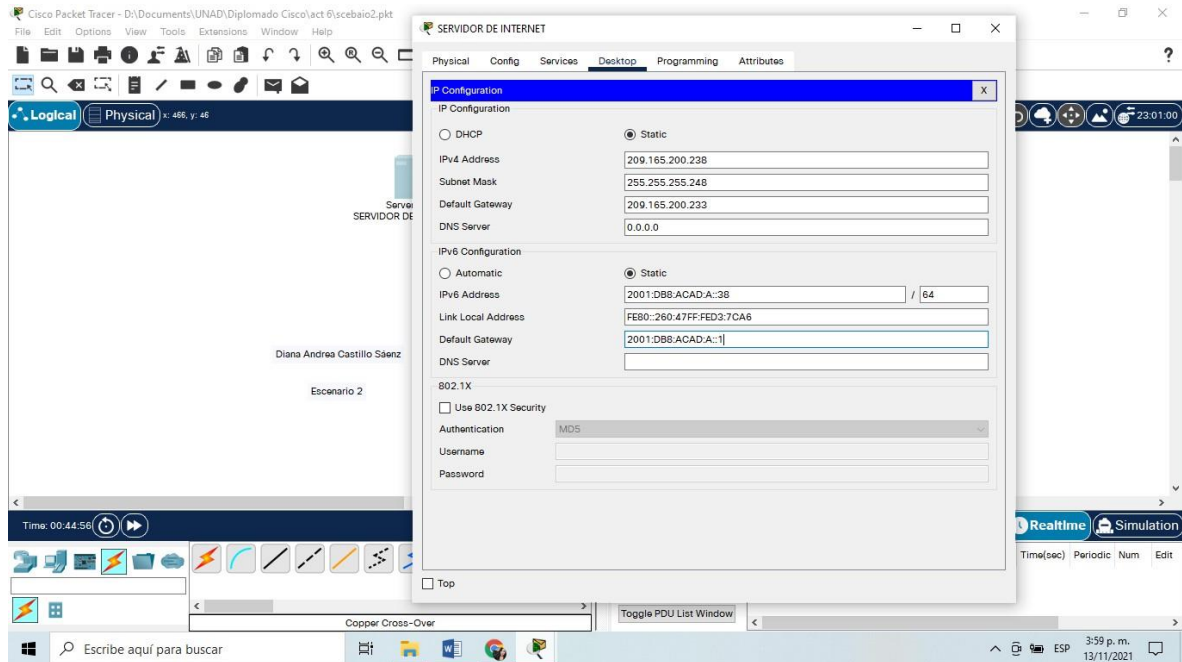 Cisco Packet Tracer - D:\Documents\UNAD\Diplomado Cisco\act 6\scebaio2.pkt
File Edit Options View Tools Extensions Window Help
Logical Physical x: 466, y: 46
23:01:00
Server
SERVIDOR DE
Diana Andrea Castillo Sáenz
Escenario 2
SERVIDOR DE INTERNET
Physical Config Services Desktop Programming Attributes
IP Configuration X
IP Configuration
DHCP Static
IPv4 Address 209.165.200.238
Subnet Mask 255.255.255.248
Default Gateway 209.165.200.233
DNS Server 0.0.0.0
IPv6 Configuration
Automatic Static
IPv6 Address 2001:DB8:ACAD:A::38 / 64
Link Local Address FE80::260:47FF:FED3:7CA6
Default Gateway 2001:DB8:ACAD:A::1
DNS Server
802.1X
Use 802.1X Security
Authentication MD5
Username
Password
Top
Time: 00:44:56
Realtime Simulation
Time(sec) Periodic Num Edit
Copper Cross-Over
Toggle PDU List Window
Escribe aquí para buscar
ESP
3:59 p. m.
13/11/2021